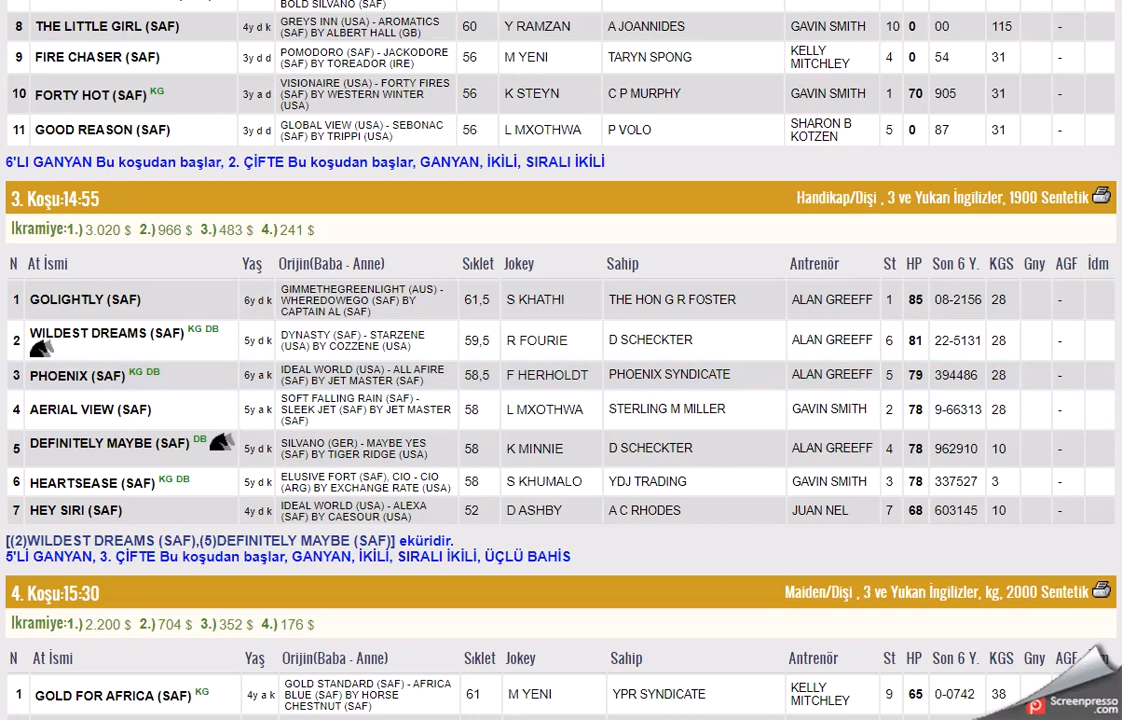 BOLD SILVANO (SAF)
8 THE LITTLE GIRL (SAF) 4y d k GREYS INN (USA) - AROMATICS (SAF) BY ALBERT HALL (GB) 60 Y RAMZAN A JOANNIDES GAVIN SMITH 10 0 00 115 -
9 FIRE CHASER (SAF) 3y d d POMODORO (SAF) - JACKODORE (SAF) BY TOREADOR (IRE) 56 M YENI TARYN SPONG KELLY MITCHLEY 4 0 54 31 -
10 FORTY HOT (SAF) KG 3y a d VISIONAIRE (USA) - FORTY FIRES (SAF) BY WESTERN WINTER (USA) 56 K STEYN C P MURPHY GAVIN SMITH 1 70 905 31 -
11 GOOD REASON (SAF) 3y d d GLOBAL VIEW (USA) - SEBONAC (SAF) BY TRIPPI (USA) 56 L MXOTHWA P VOLO SHARON B KOTZEN 5 0 87 31 -
6'LI GANYAN Bu koşudan başlar, 2. ÇİFTE Bu koşudan başlar, GANYAN, İKİLİ, SIRALI İKİLİ
3. Koşu:14:55 Handikap/Dişi , 3 ve Yukarı İngilizler, 1900 Sentetik
İkramiye:1.) 3.020 $ 2.) 966 $ 3.) 483 $ 4.) 241 $
N At İsmi Yaş Orijin(Baba - Anne) Sıklet Jokey Sahip Antrenör St HP Son 6 Y. KGS Gny AGF İdm
1 GOLIGHTLY (SAF) 6y d k GIMMETHEGREENLIGHT (AUS) - WHEREDOWEGO (SAF) BY CAPTAIN AL (SAF) 61,5 S KHATHI THE HON G R FOSTER ALAN GREEFF 1 85 08-2156 28 -
2 WILDEST DREAMS (SAF) KG DB 5y d k DYNASTY (SAF) - STARZENE (USA) BY COZZENE (USA) 59,5 R FOURIE D SCHECKTER ALAN GREEFF 6 81 22-5131 28 -
3 PHOENIX (SAF) KG DB 6y a k IDEAL WORLD (USA) - ALL AFIRE (SAF) BY JET MASTER (SAF) 58,5 F HERHOLDT PHOENIX SYNDICATE ALAN GREEFF 5 79 394486 28 -
4 AERIAL VIEW (SAF) 5y a k SOFT FALLING RAIN (SAF) - SLEEK JET (SAF) BY JET MASTER (SAF) 58 L MXOTHWA STERLING M MILLER GAVIN SMITH 2 78 9-66313 28 -
5 DEFINITELY MAYBE (SAF) DB 5y d k SILVANO (GER) - MAYBE YES (SAF) BY TIGER RIDGE (USA) 58 K MINNIE D SCHECKTER ALAN GREEFF 4 78 962910 10 -
6 HEARTSEASE (SAF) KG DB 5y d k ELUSIVE FORT (SAF), CIO - CIO (ARG) BY EXCHANGE RATE (USA) 58 S KHUMALO YDJ TRADING GAVIN SMITH 3 78 337527 3 -
7 HEY SIRI (SAF) 4y d k IDEAL WORLD (USA) - ALEXA (SAF) BY CAESOUR (USA) 52 D ASHBY A C RHODES JUAN NEL 7 68 603145 10 -
[(2)WILDEST DREAMS (SAF),(5)DEFINITELY MAYBE (SAF)] eküridir.
5'Lİ GANYAN, 3. ÇİFTE Bu koşudan başlar, GANYAN, İKİLİ, SIRALI İKİLİ, ÜÇLÜ BAHİS
4. Koşu:15:30 Maiden/Dişi , 3 ve Yukarı İngilizler, kg, 2000 Sentetik
İkramiye:1.) 2.200 $ 2.) 704 $ 3.) 352 $ 4.) 176 $
N At İsmi Yaş Orijin(Baba - Anne) Sıklet Jokey Sahip Antrenör St HP Son 6 Y. KGS Gny AGF
1 GOLD FOR AFRICA (SAF) KG 4y a k GOLD STANDARD (SAF) - AFRICA BLUE (SAF) BY HORSE CHESTNUT (SAF) 61 M YENI YPR SYNDICATE KELLY MITCHLEY 9 65 0-0742 38 -
Screenpresso.com